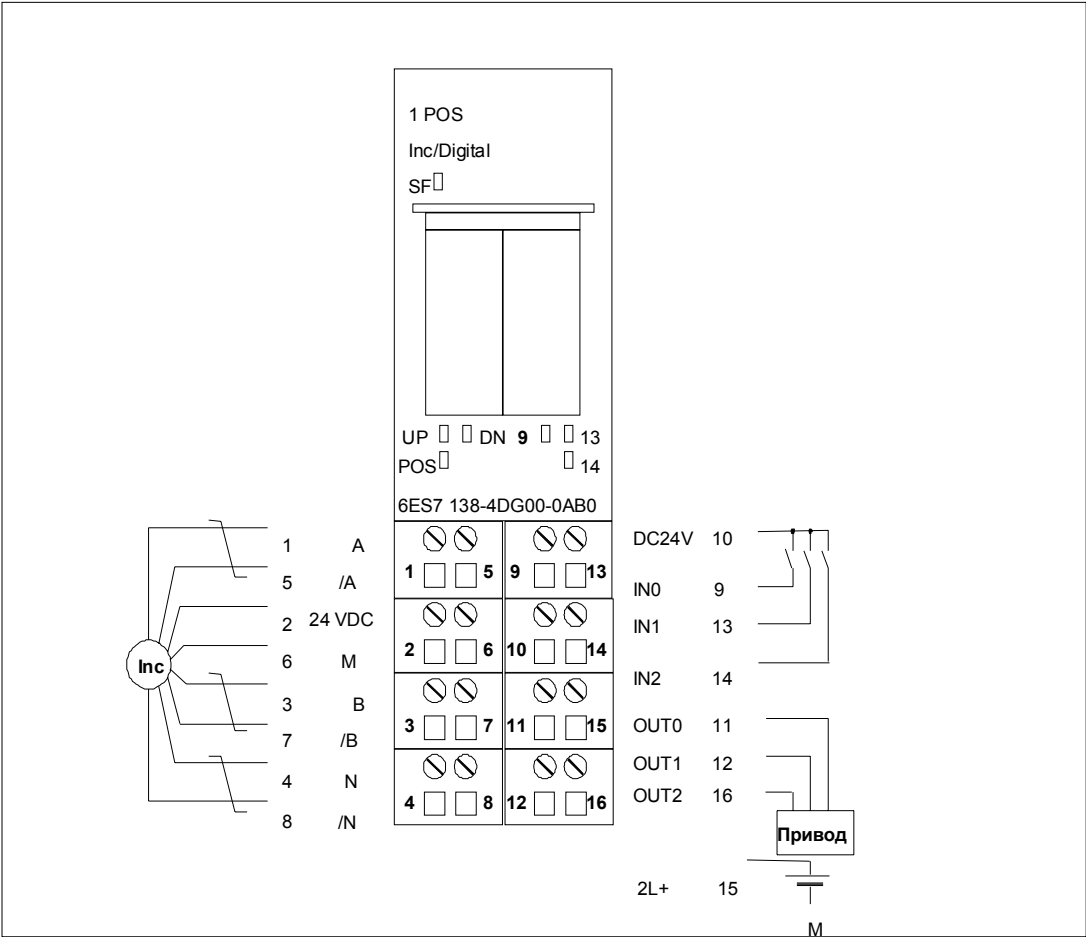 1 POS
Inc/Digital
SF
UP DN 9 13
POS 14
6ES7 138-4DG00-0AB0
1 A
5 /A
2 24 VDC
6 M
3 B
7 /B
4 N
8 /N
Inc
1 5 9 13
2 6 10 14
3 7 11 15
4 8 12 16
DC24V 10
IN0 9
IN1 13
IN2 14
OUT0 11
OUT1 12
OUT2 16
Привод
2L+ 15
M